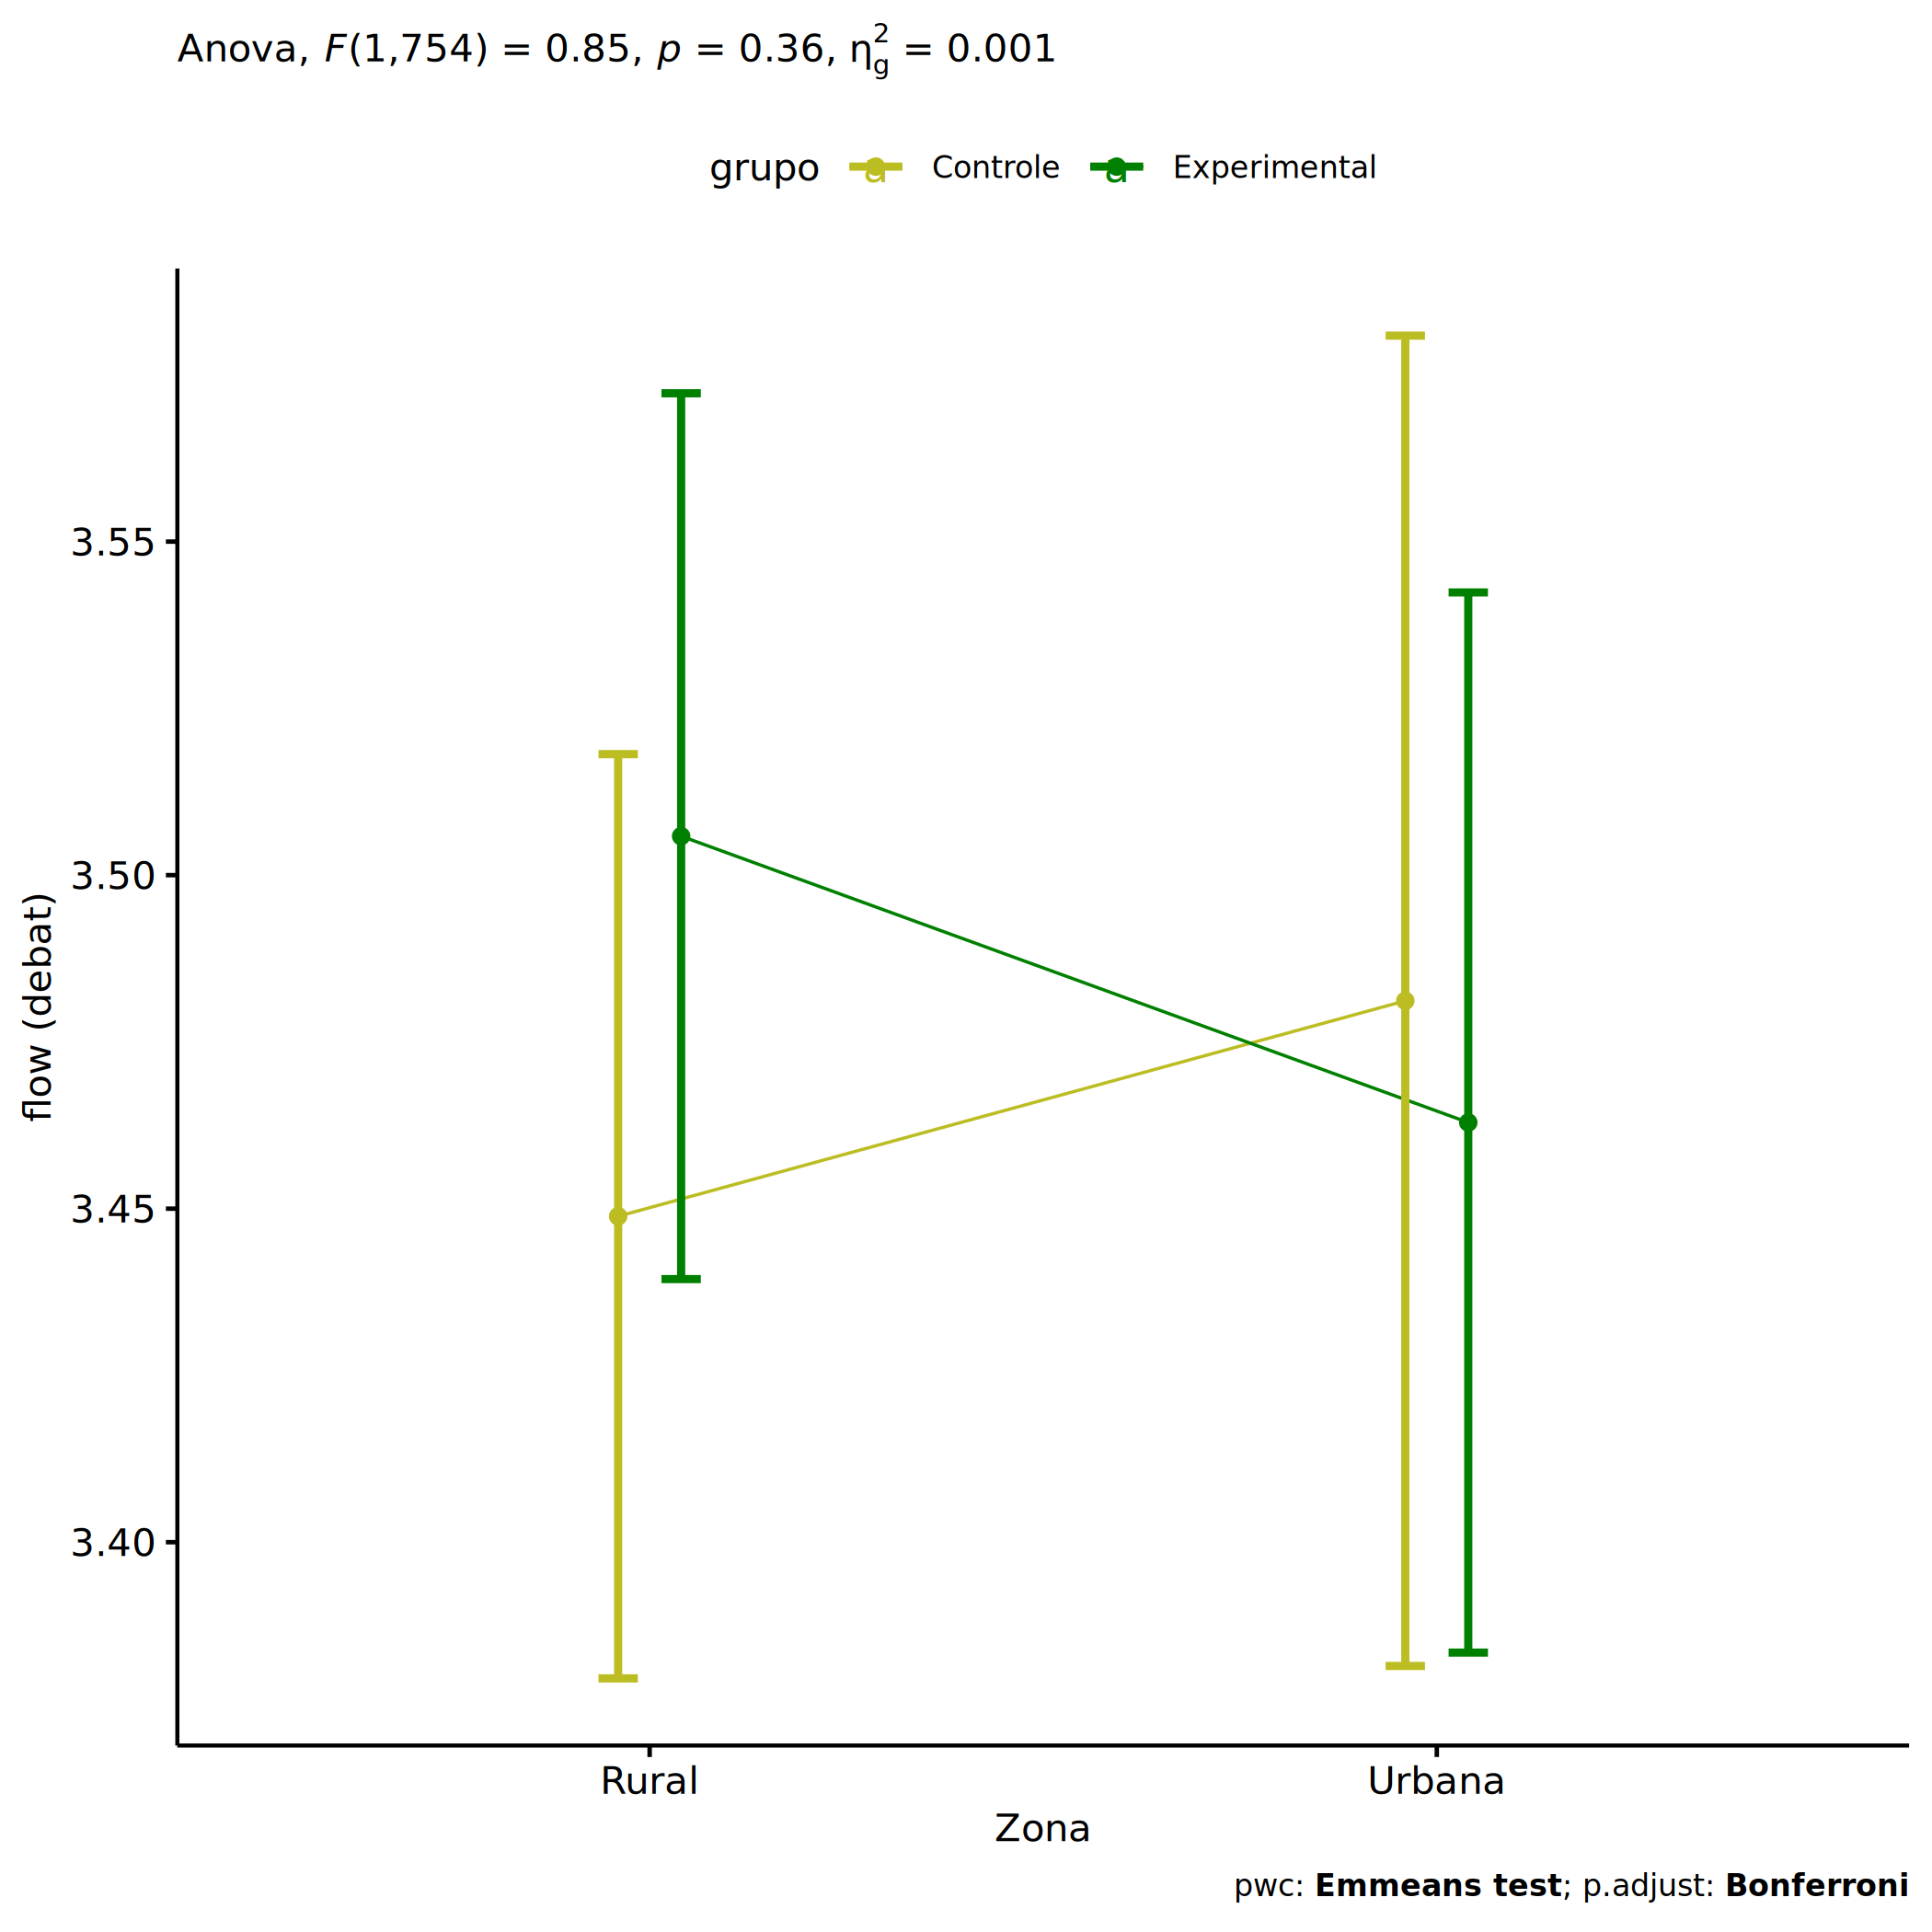 Anova, F(1,754) = 0.85, p = 0.36, η²g = 0.001
grupo a Controle a Experimental
3.55
3.50
3.45
3.40
flow (debat)
Rural Urbana
Zona
pwc: Emmeans test; p.adjust: Bonferroni